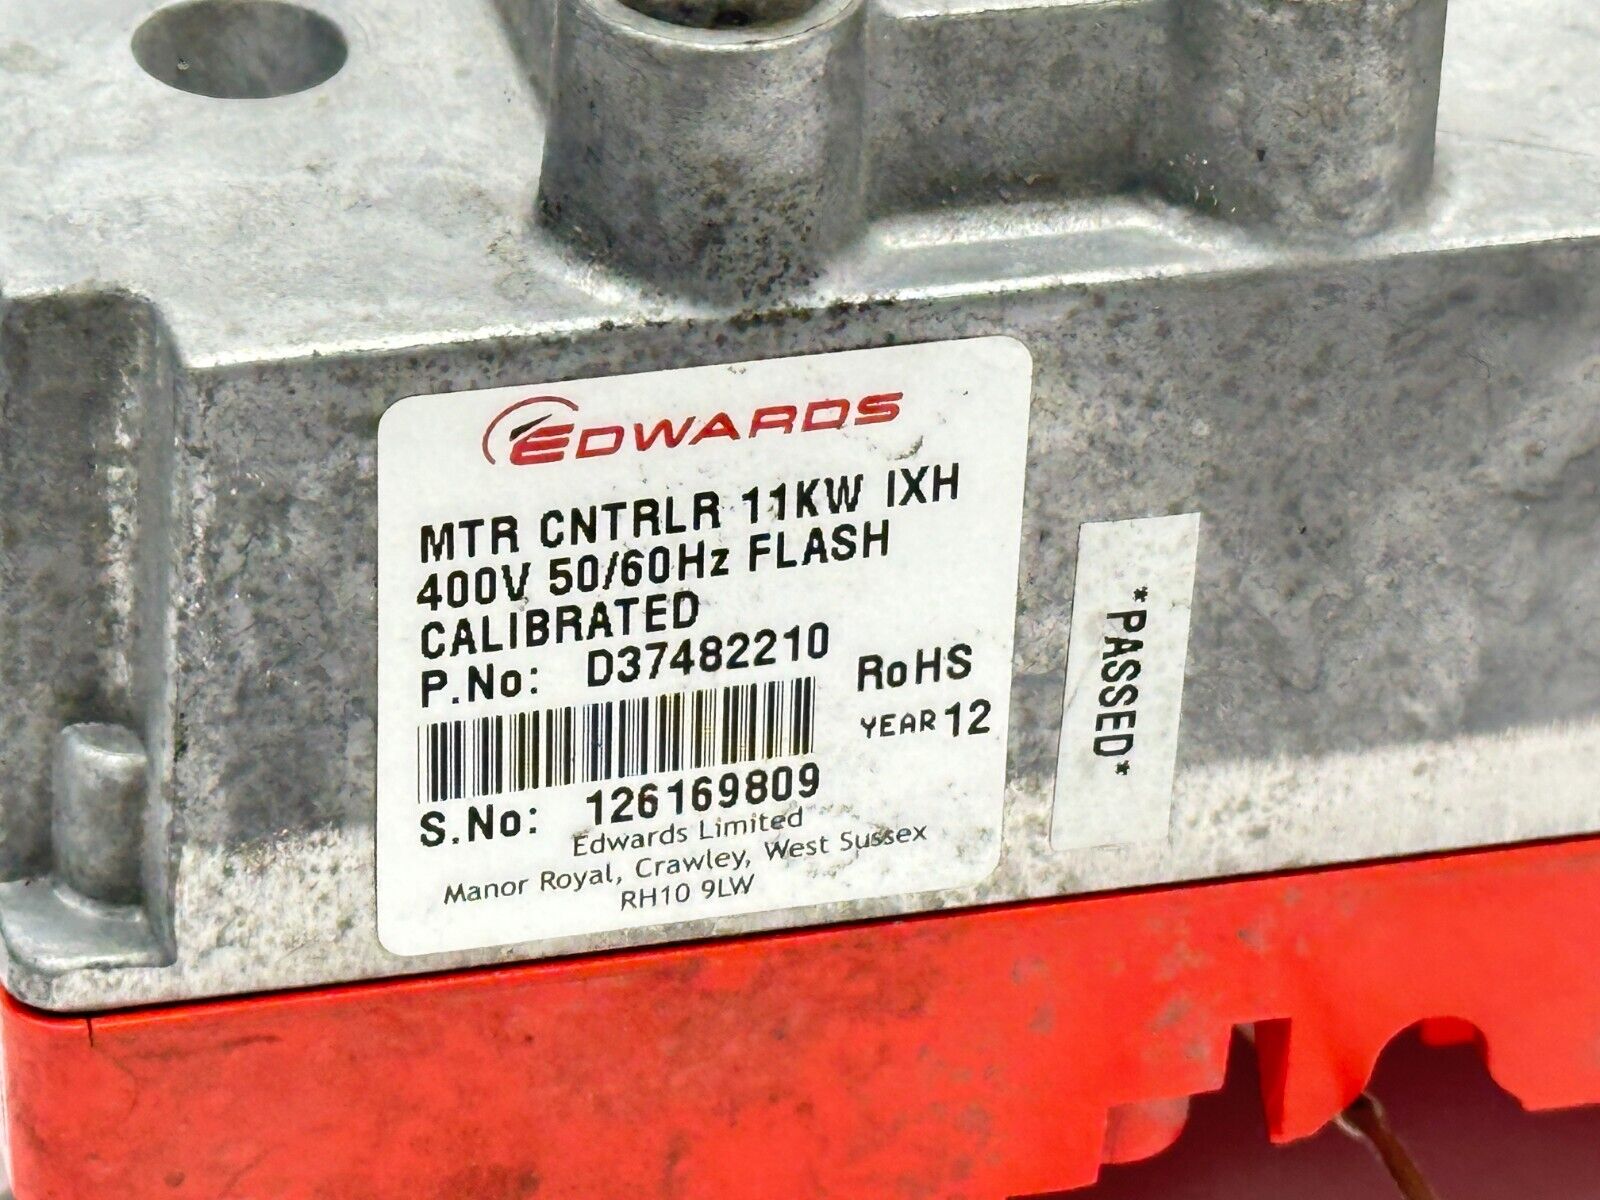 EDWARDS
MTR CNTRLR 11KW IXH
400V 50/60Hz FLASH
CALIBRATED
P.No: D37482210
RoHS
YEAR 12
S.No: 126169809
Edwards Limited
Manor Royal, Crawley, West Sussex
RH10 9LW
*PASSED*